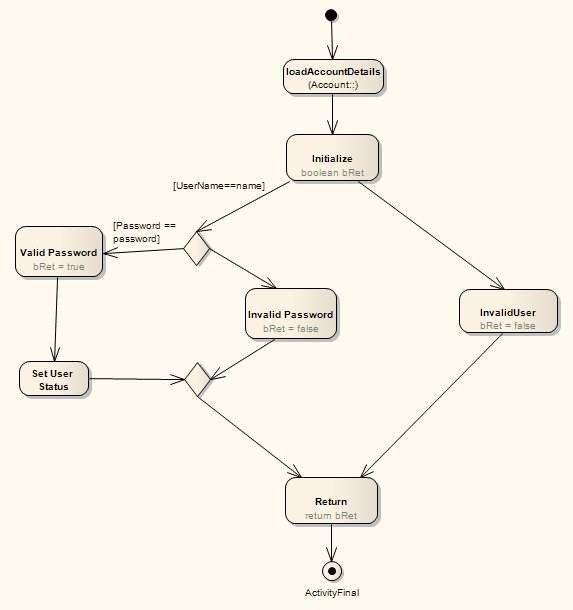 loadAccountDetails
(Account::)
Initialize
boolean bRet
[UserName==name]
[Password ==
password]
Valid Password
bRet = true
Invalid Password
bRet = false
InvalidUser
bRet = false
Set User
Status
Return
return bRet
ActivityFinal